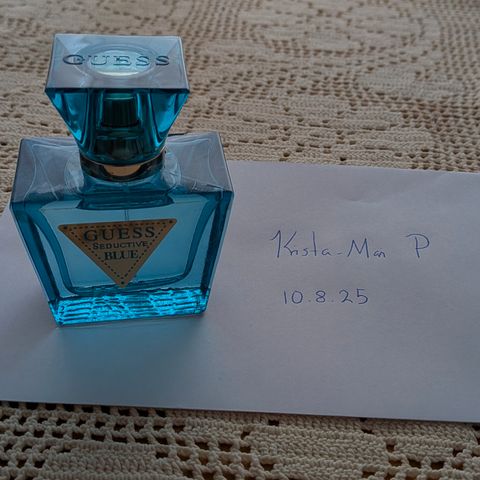 GUESS
GUESS
SEDUCTIVE
BLUE
Krista-Mari P
10.8.25